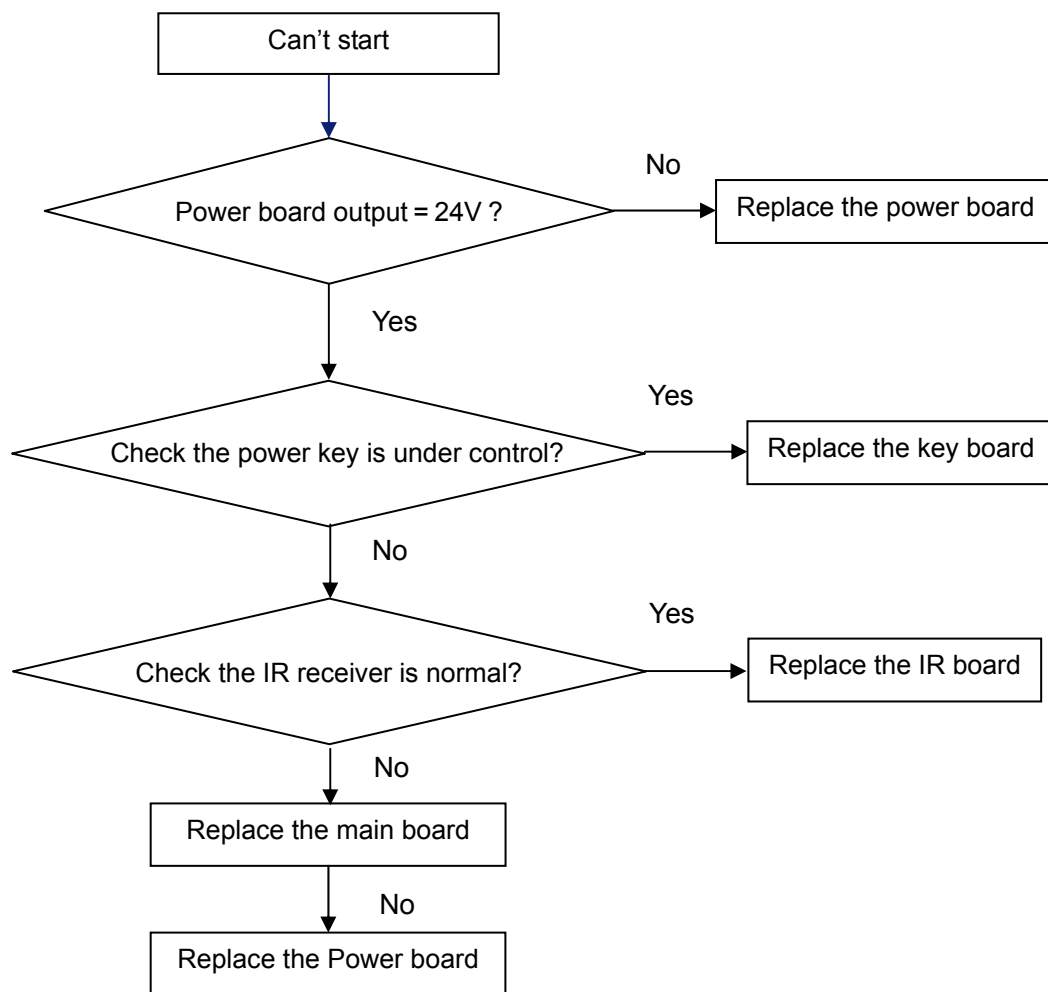 Can’t start
No
Power board output = 24V ?
Replace the power board
Yes
Yes
Check the power key is under control?
Replace the key board
No
Yes
Check the IR receiver is normal?
Replace the IR board
No
Replace the main board
No
Replace the Power board